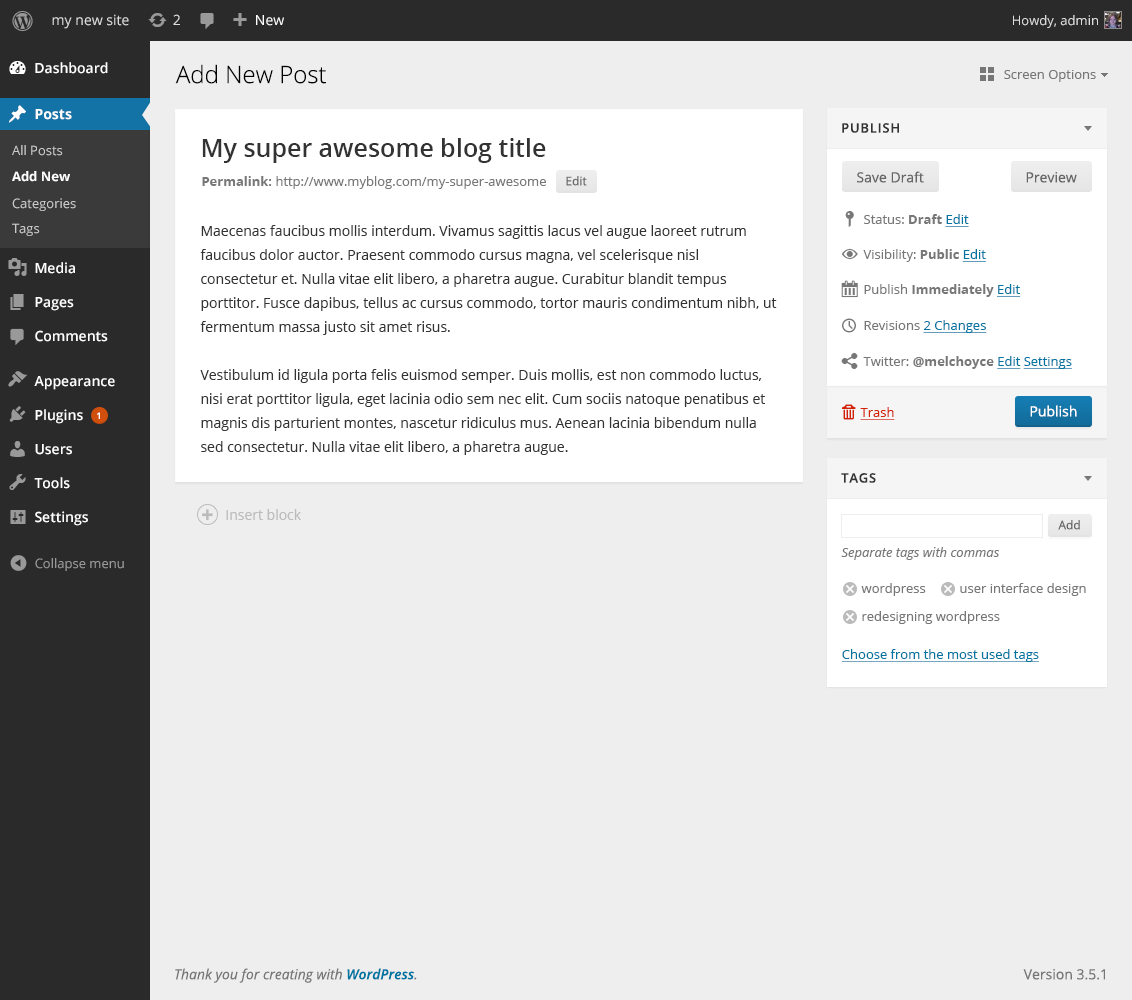 my new site 2 New Howdy, admin
Dashboard
Posts
All Posts
Add New
Categories
Tags
Media
Pages
Comments
Appearance
Plugins 1
Users
Tools
Settings
Collapse menu
Add New Post
Screen Options
My super awesome blog title
Permalink: http://www.myblog.com/my-super-awesome Edit
Maecenas faucibus mollis interdum. Vivamus sagittis lacus vel augue laoreet rutrum
faucibus dolor auctor. Praesent commodo cursus magna, vel scelerisque nisl
consectetur et. Nulla vitae elit libero, a pharetra augue. Curabitur blandit tempus
porttitor. Fusce dapibus, tellus ac cursus commodo, tortor mauris condimentum nibh, ut
fermentum massa justo sit amet risus.
Vestibulum id ligula porta felis euismod semper. Duis mollis, est non commodo luctus,
nisi erat porttitor ligula, eget lacinia odio sem nec elit. Cum sociis natoque penatibus et
magnis dis parturient montes, nascetur ridiculus mus. Aenean lacinia bibendum nulla
sed consectetur. Nulla vitae elit libero, a pharetra augue.
Insert block
PUBLISH
Save Draft Preview
Status: Draft Edit
Visibility: Public Edit
Publish Immediately Edit
Revisions 2 Changes
Twitter: @melchoyce Edit Settings
Trash Publish
TAGS
Add
Separate tags with commas
wordpress user interface design
redesigning wordpress
Choose from the most used tags
Thank you for creating with WordPress.
Version 3.5.1